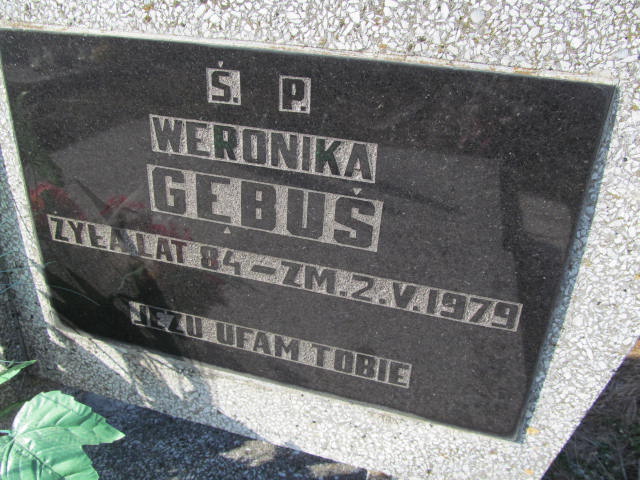 Ś. P.
WERONIKA
GĘBUŚ
ŻYŁA LAT 84 – ZM. 2.V.1979
JEZU UFAM TOBIE